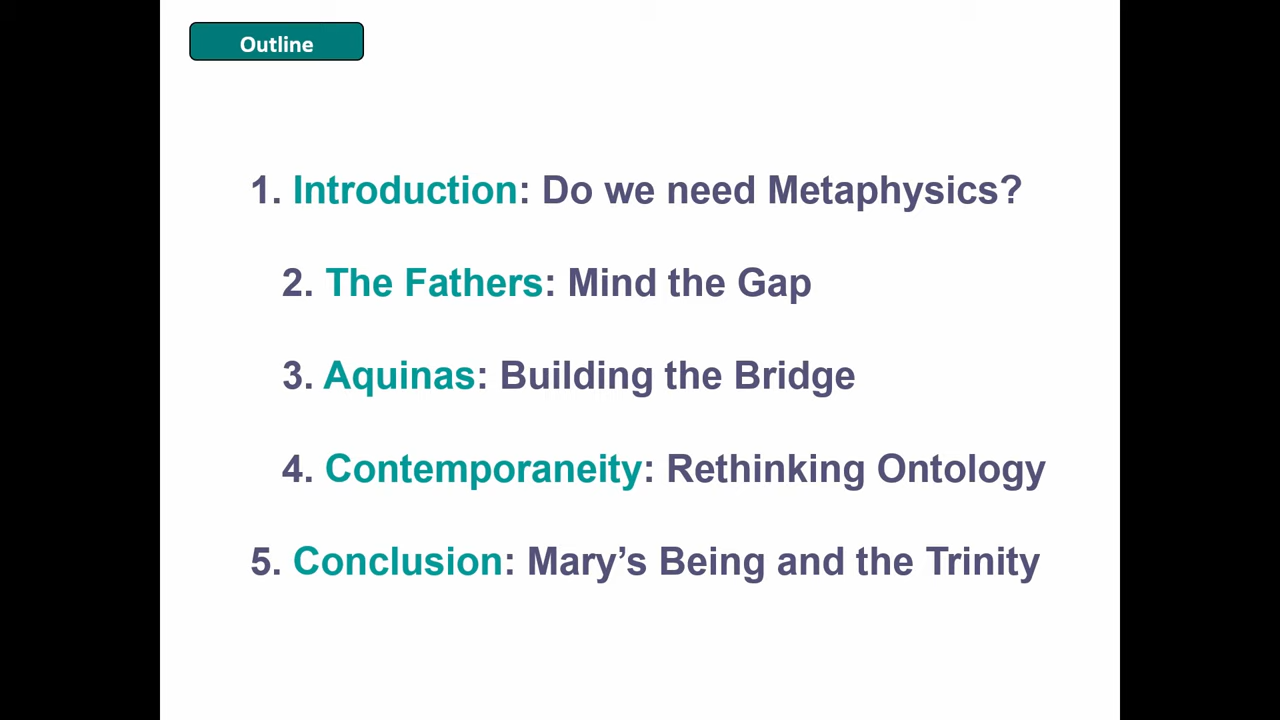 Outline
1. Introduction: Do we need Metaphysics?
2. The Fathers: Mind the Gap
3. Aquinas: Building the Bridge
4. Contemporaneity: Rethinking Ontology
5. Conclusion: Mary’s Being and the Trinity